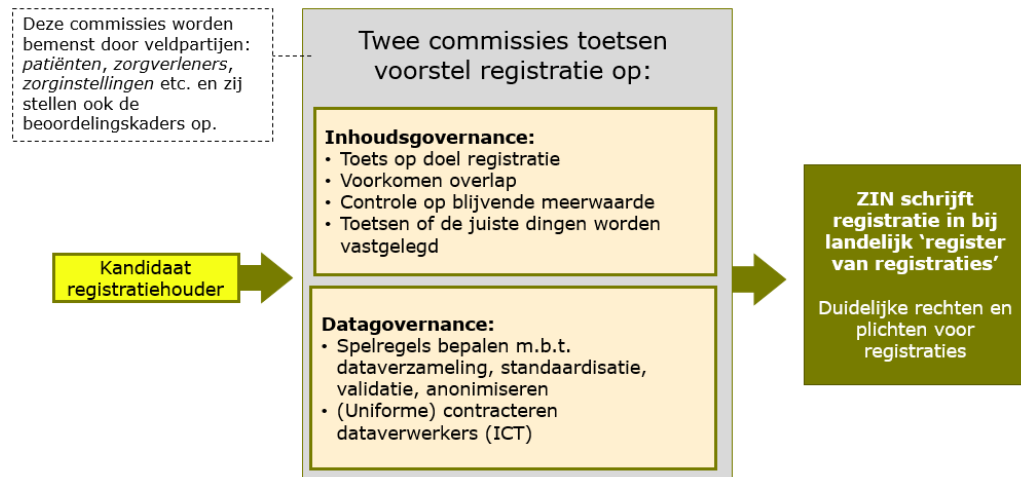 Deze commissies worden
bemenst door veldpartijen:
patiënten, zorgverleners,
zorginstellingen etc. en zij
stellen ook de
beoordelingskaders op.
Twee commissies toetsen
voorstel registratie op:
Inhoudsgovernance:
• Toets op doel registratie
• Voorkomen overlap
• Controle op blijvende meerwaarde
• Toetsen of de juiste dingen worden
vastgelegd
Kandidaat
registratiehouder
Datagovernance:
• Spelregels bepalen m.b.t.
dataverzameling, standaardisatie,
validatie, anonimiseren
• (Uniforme) contracteren
dataverwerkers (ICT)
ZIN schrijft
registratie in bij
landelijk ‘register
van registraties’
Duidelijke rechten en
plichten voor
registraties